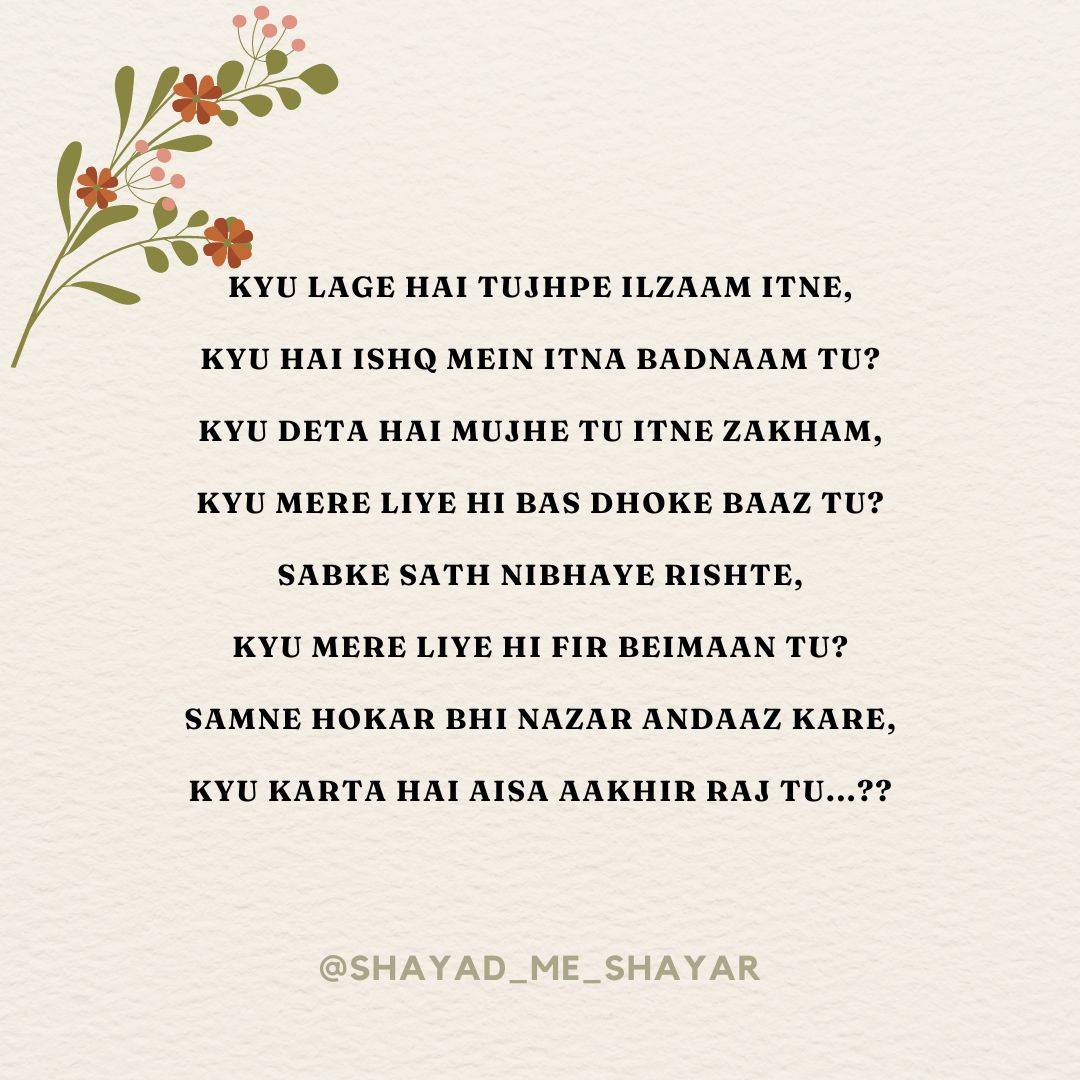 KYU LAGE HAI TUJHPE ILZAAM ITNE,
KYU HAI ISHQ MEIN ITNA BADNAAM TU?
KYU DETA HAI MUJHE TU ITNE ZAKHAM,
KYU MERE LIYE HI BAS DHOKE BAAZ TU?
SABKE SATH NIBHAYE RISHTE,
KYU MERE LIYE HI FIR BEIMAAN TU?
SAMNE HOKAR BHI NAZAR ANDAAZ KARE,
KYU KARTA HAI AISA AAKHIR RAJ TU...??
@SHAYAD_ME_SHAYAR